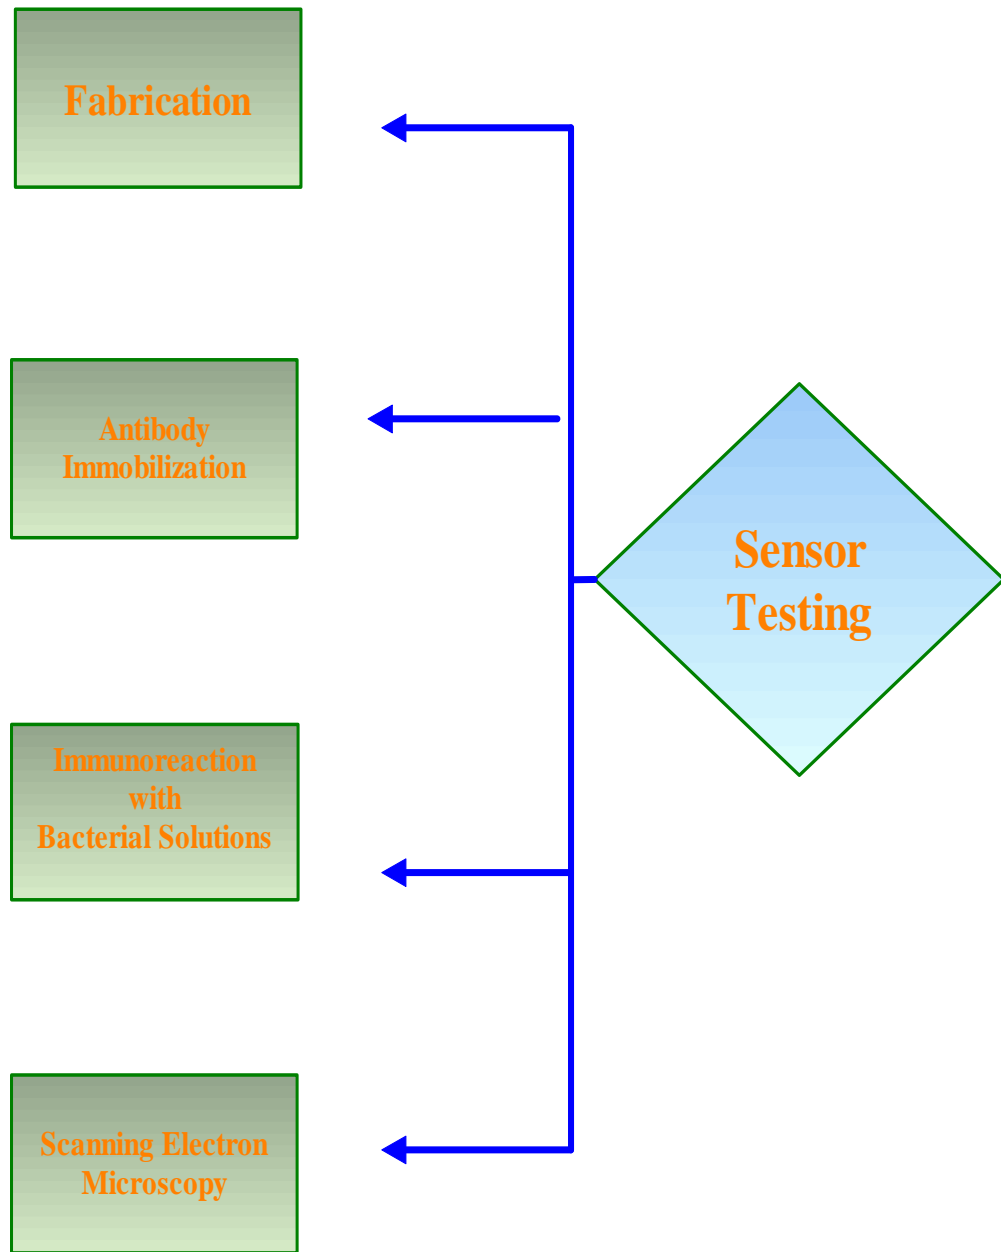 Fabrication
Antibody
Immobilization
Sensor
Testing
Immunoreaction
with
Bacterial Solutions
Scanning Electron
Microscopy